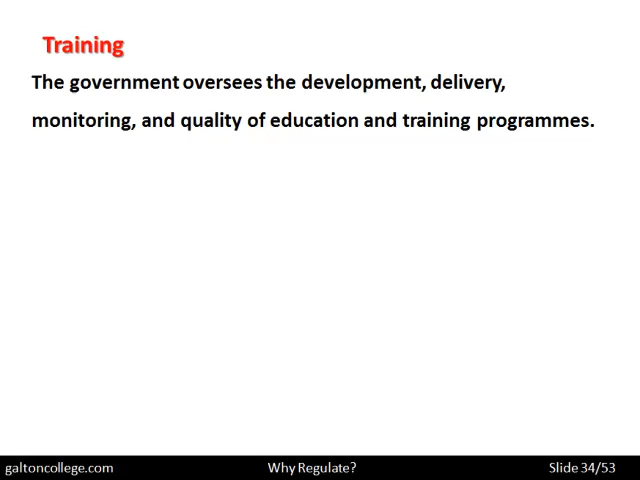 Training
The government oversees the development, delivery,
monitoring, and quality of education and training programmes.
galtoncollege.com
Why Regulate?
Slide 34/53